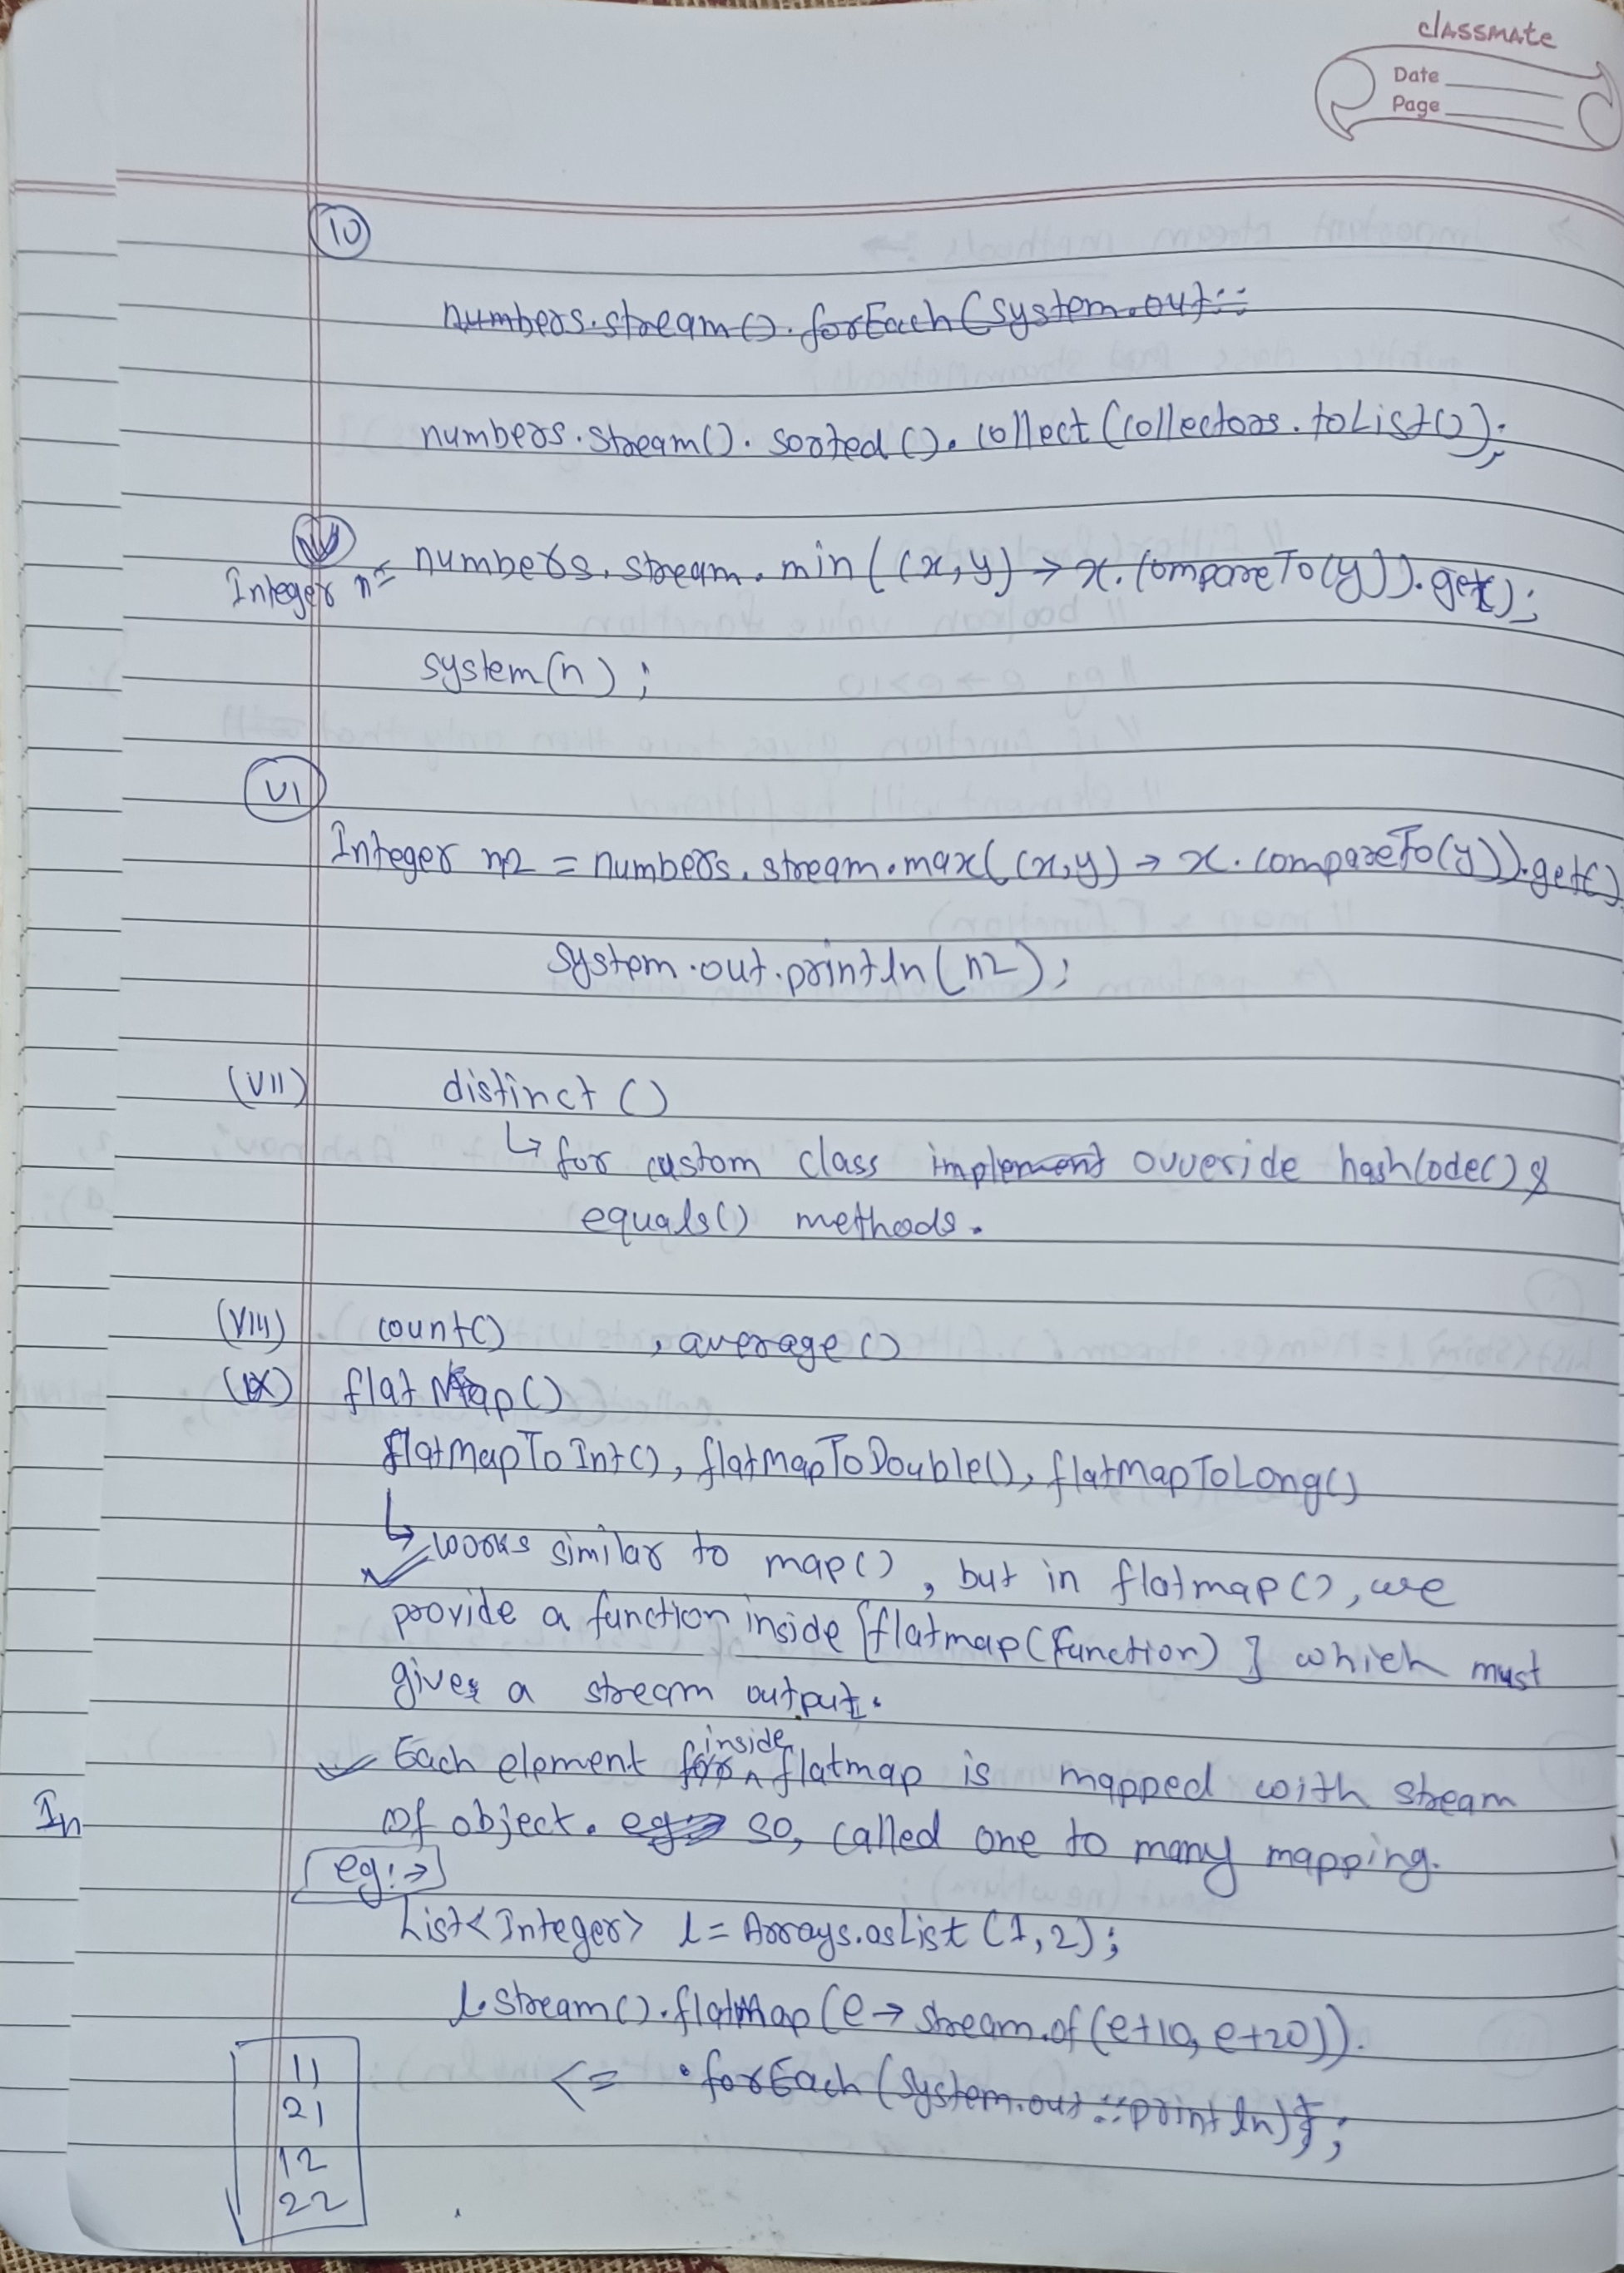 classmate
Date
Page
10
numbers.stream().forEach(system.out::
numbers.stream().sorted().collect(collectors.toList());
Integer n = numbers.stream.min((x,y) → x.compareTo(y)).get();
system(n);
VI
Integer n2 = numbers.stream.max((x,y) → x.compareTo(y)).get()
system.out.println(n2);
(VII) distinct()
↳ for custom class implement ovveride hashCode() &
equals() methods.
(VIII) count() , average()
(IX) flatMap()
flatMapToInt(), flatMapToDouble(), flatmapToLong()
↳ works similar to map(), but in flatmap(), we
provide a function inside [flatmap(Function)] which must
gives a stream output.
Each element for inside flatmap is mapped with stream
In of object. eg so, called one to many mapping.
eg:→
List<Integer> l = Arrays.asList(1,2);
l.stream().flatMap(e → stream.of(e+10, e+20)).
<= .forEach(system.out::println)};
11
21
12
22